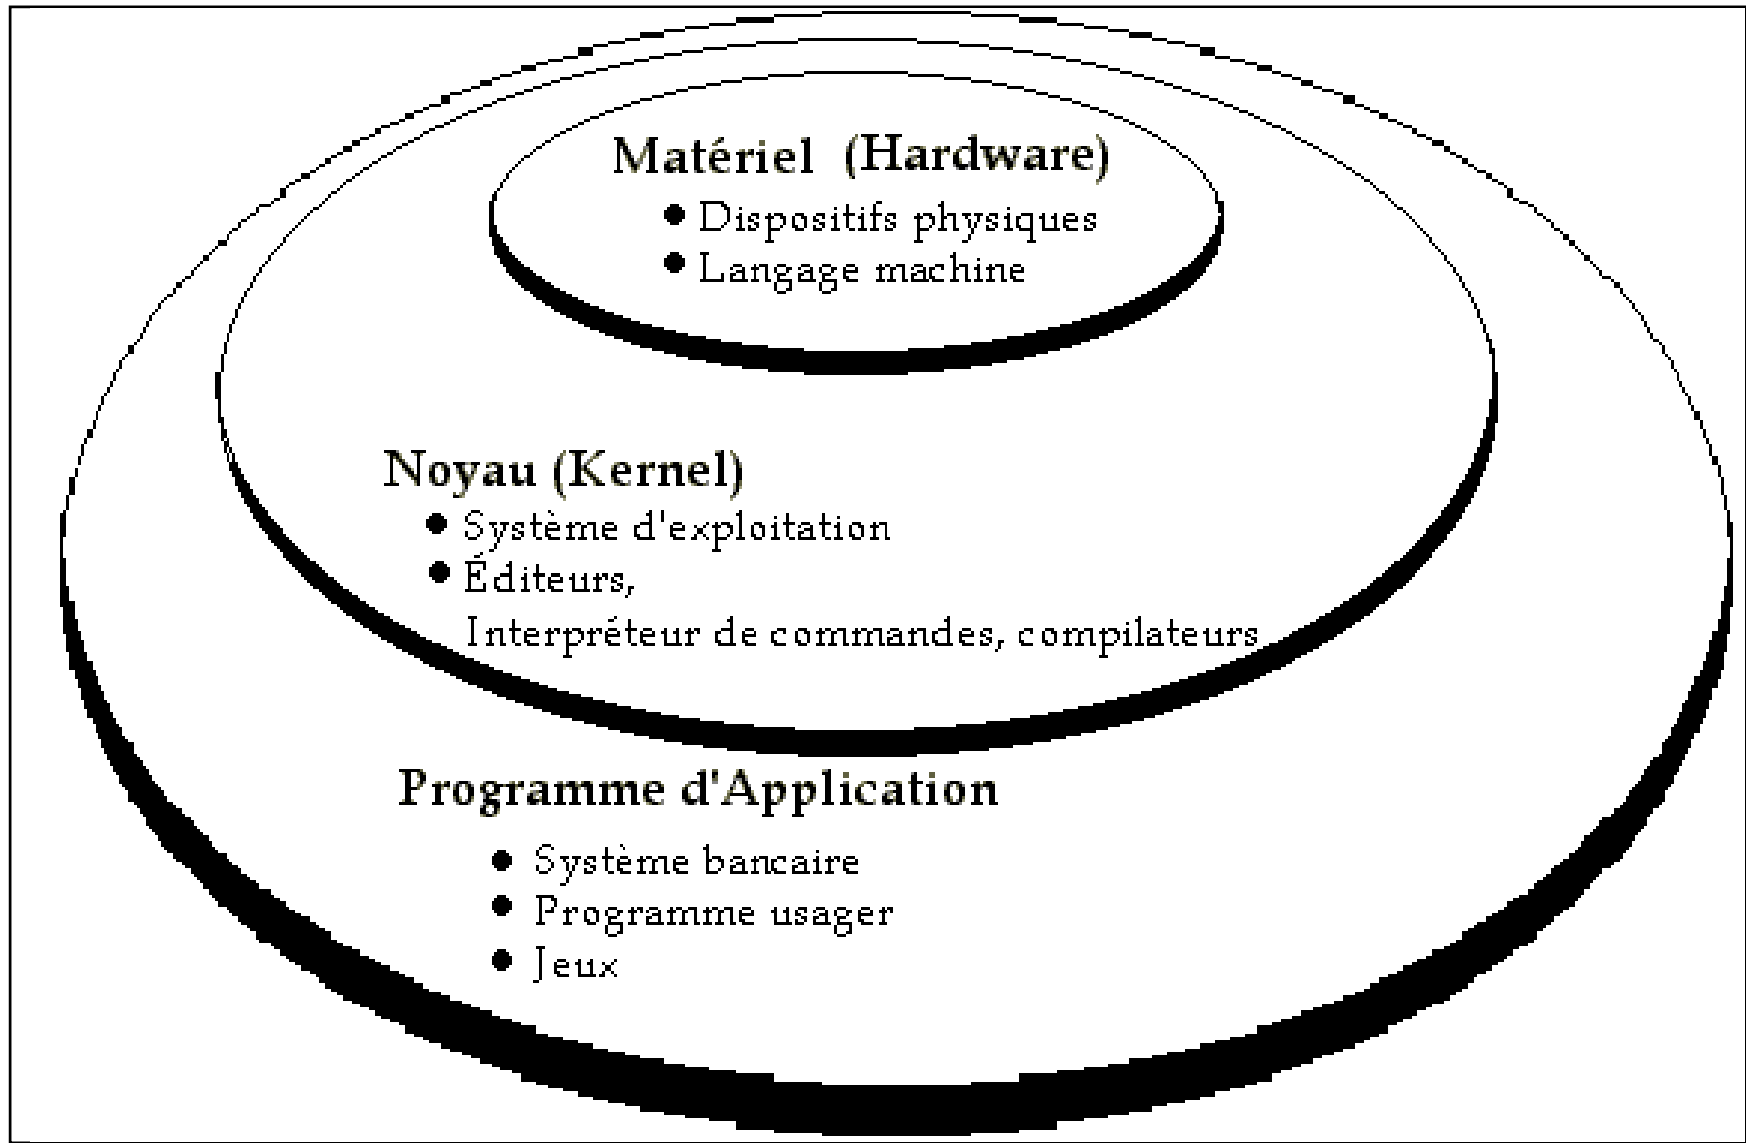 Matériel (Hardware)
● Dispositifs physiques
● Langage machine
Noyau (Kernel)
● Système d'exploitation
● Éditeurs,
Interpréteur de commandes, compilateurs
Programme d'Application
● Système bancaire
● Programme usager
● Jeux